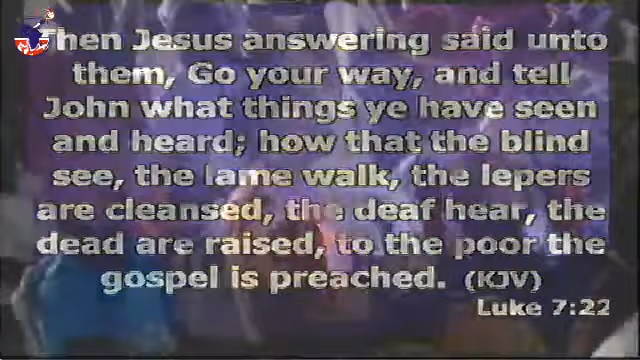 Then Jesus answering said unto
them, Go your way, and tell
John what things ye have seen
and heard; how that the blind
see, the lame walk, the lepers
are cleansed, the deaf hear, the
dead are raised, to the poor the
gospel is preached. (KJV)
Luke 7:22